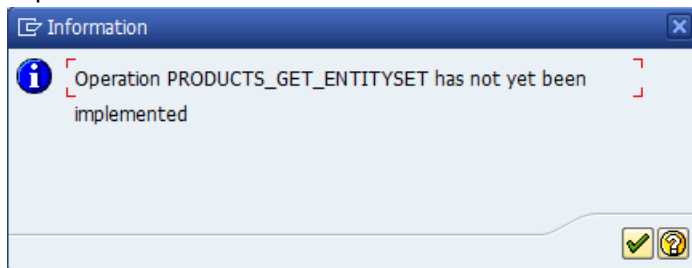 Information
Operation PRODUCTS_GET_ENTITYSET has not yet been
implemented